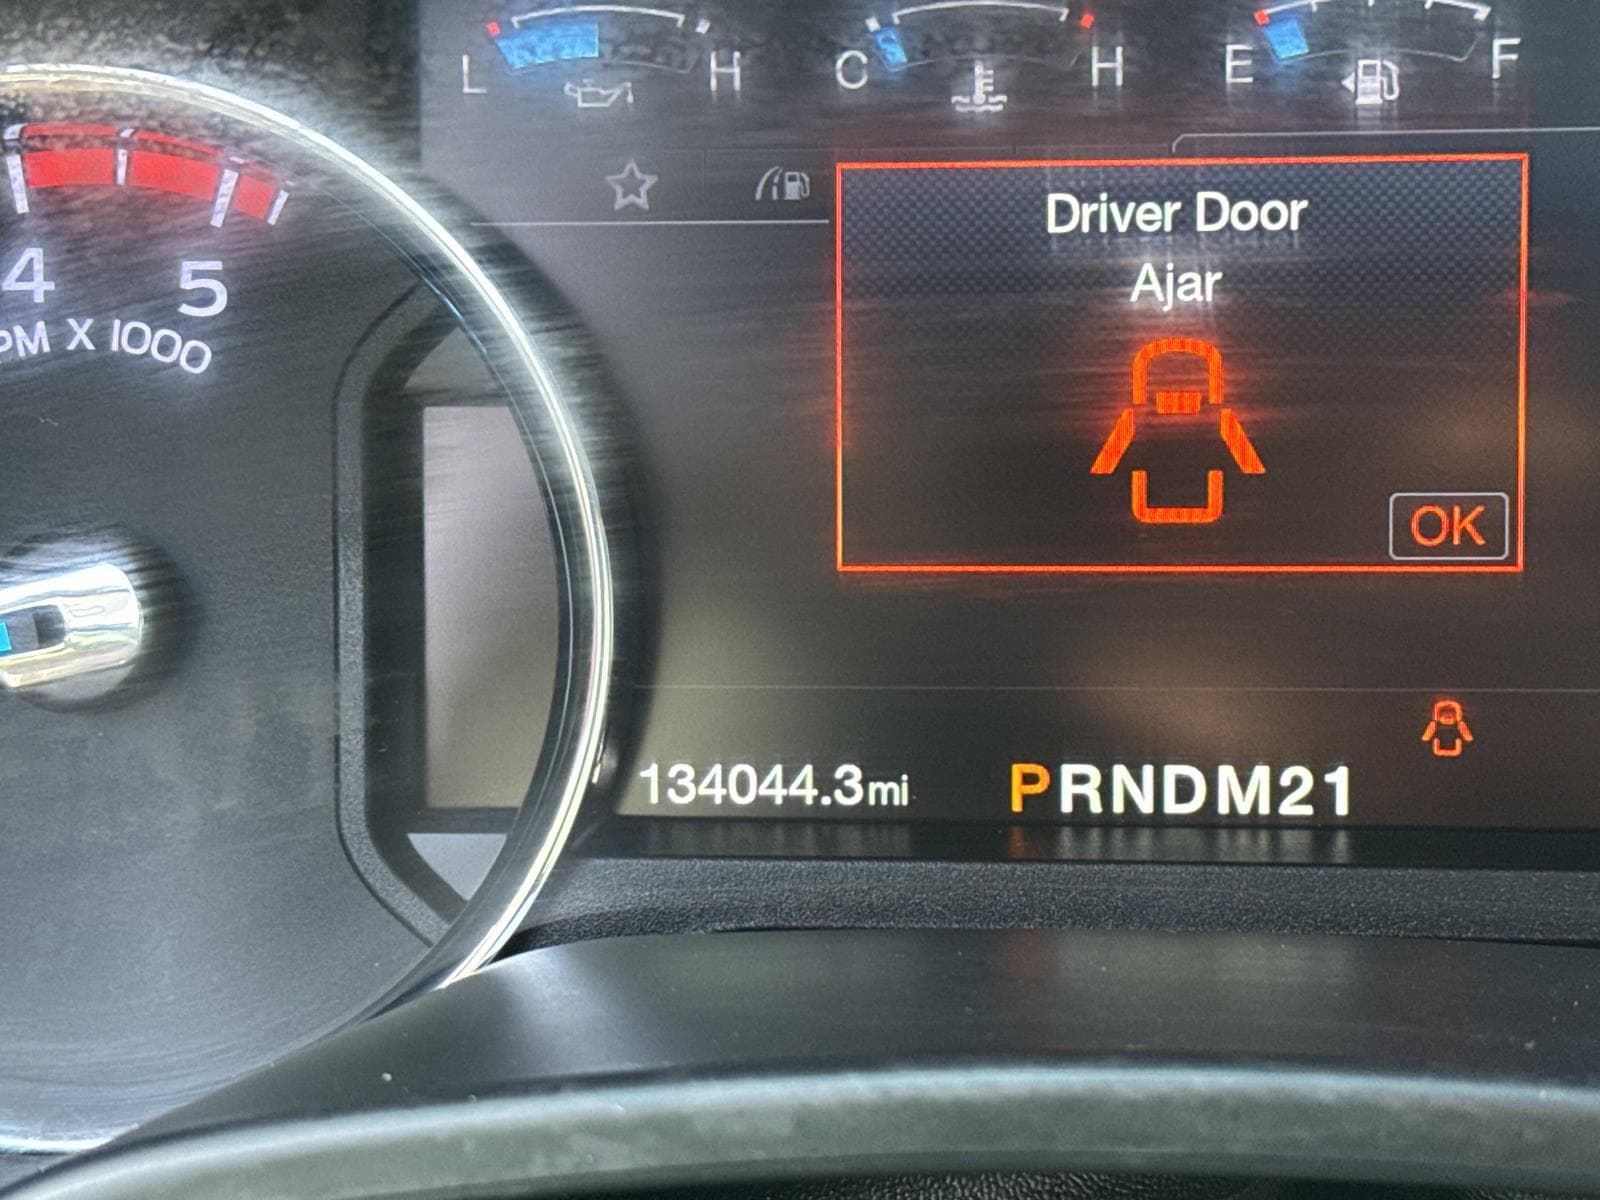 L H C H E F
Driver Door
Ajar
4 5
PM X 1000
OK
134044.3mi
PRNDM21